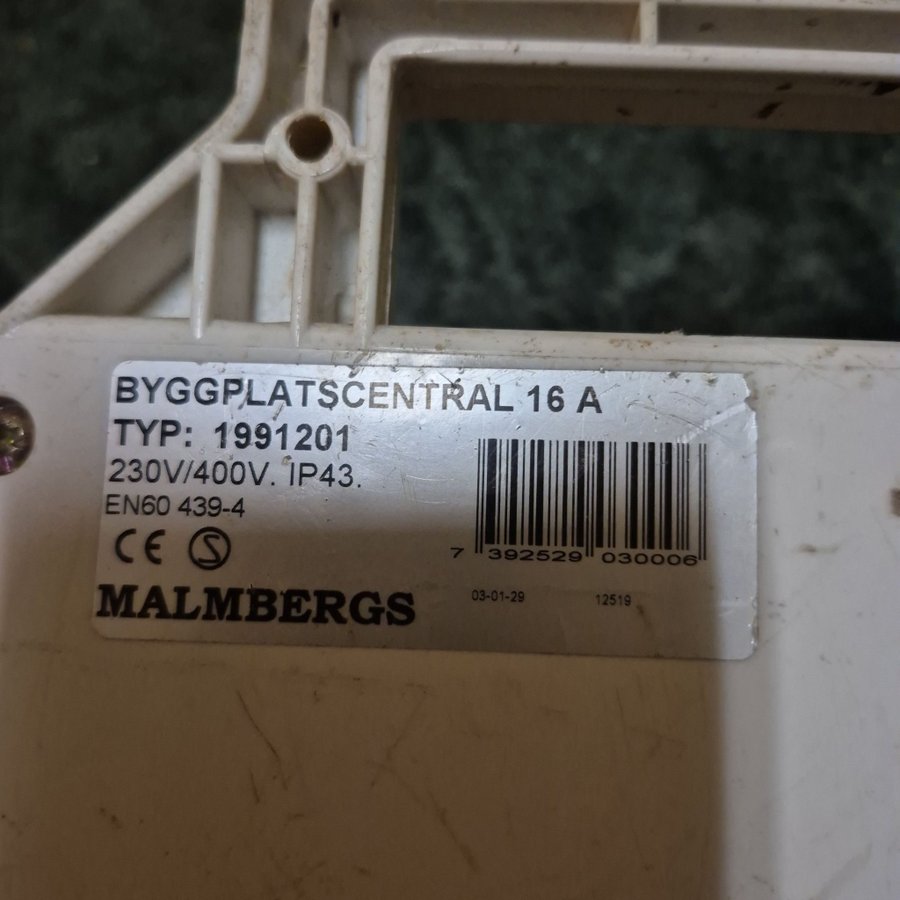 BYGGPLATSCENTRAL 16 A
TYP: 1991201
230V/400V. IP43.
EN60 439-4
CE S
7 392529 030006
MALMBERGS
03-01-29 12519